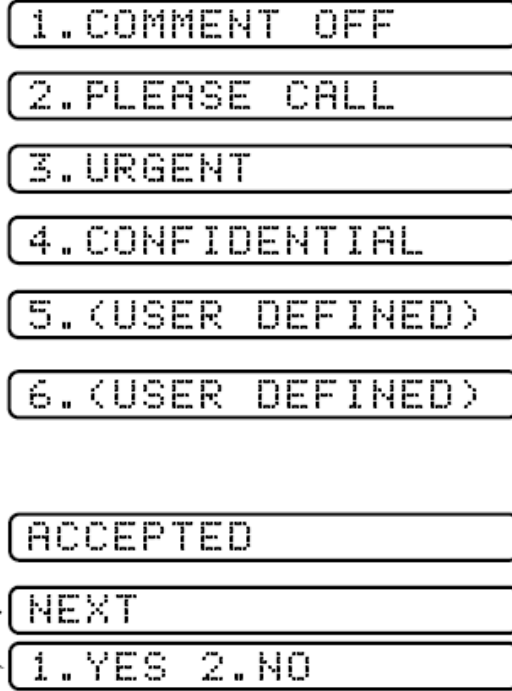 1.COMMENT OFF
2.PLEASE CALL
3.URGENT
4.CONFIDENTIAL
5.(USER DEFINED)
6.(USER DEFINED)
ACCEPTED
NEXT
1.YES 2.NO